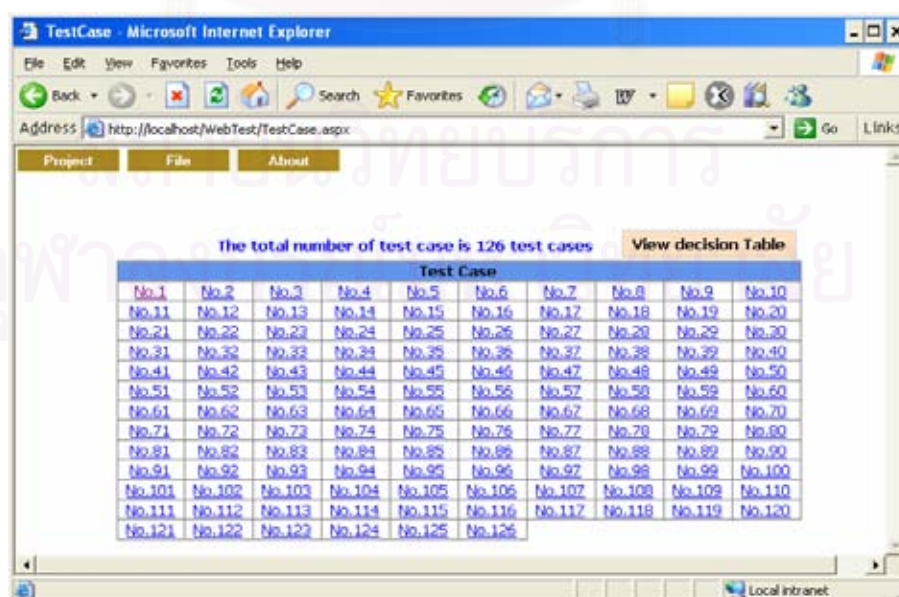 TestCase - Microsoft Internet Explorer
File Edit View Favorites Tools Help
Back Search Favorites
Address http://localhost/WebTest/TestCase.aspx Go Links
Project File About
The total number of test case is 126 test cases View decision Table
Test Case
No.1 No.2 No.3 No.4 No.5 No.6 No.7 No.8 No.9 No.10
No.11 No.12 No.13 No.14 No.15 No.16 No.17 No.18 No.19 No.20
No.21 No.22 No.23 No.24 No.25 No.26 No.27 No.28 No.29 No.30
No.31 No.32 No.33 No.34 No.35 No.36 No.37 No.38 No.39 No.40
No.41 No.42 No.43 No.44 No.45 No.46 No.47 No.48 No.49 No.50
No.51 No.52 No.53 No.54 No.55 No.56 No.57 No.58 No.59 No.60
No.61 No.62 No.63 No.64 No.65 No.66 No.67 No.68 No.69 No.70
No.71 No.72 No.73 No.74 No.75 No.76 No.77 No.78 No.79 No.80
No.81 No.82 No.83 No.84 No.85 No.86 No.87 No.88 No.89 No.90
No.91 No.92 No.93 No.94 No.95 No.96 No.97 No.98 No.99 No.100
No.101 No.102 No.103 No.104 No.105 No.106 No.107 No.108 No.109 No.110
No.111 No.112 No.113 No.114 No.115 No.116 No.117 No.118 No.119 No.120
No.121 No.122 No.123 No.124 No.125 No.126
Local intranet